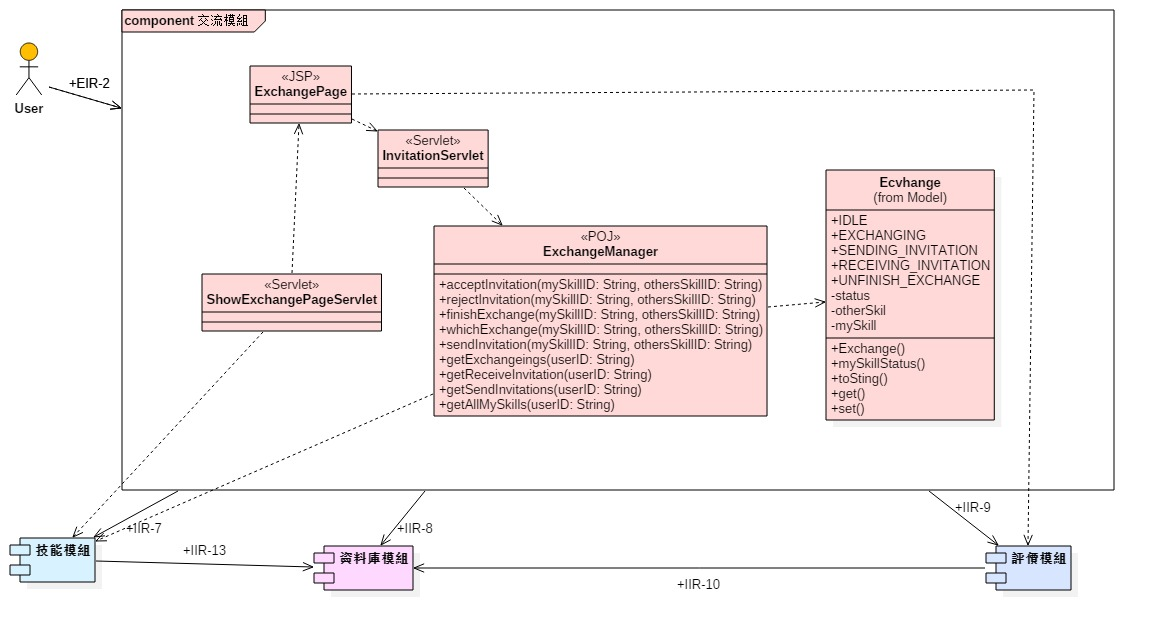 component 交流模組
User
+EIR-2
«JSP»
ExchangePage
«Servlet»
InvitationServlet
«Servlet»
ShowExchangePageServlet
«POJ»
ExchangeManager
+acceptInvitation(mySkillID: String, othersSkillID: String)
+rejectInvitation(mySkillID: String, othersSkillID: String)
+finishExchange(mySkillID: String, othersSkillID: String)
+whichExchange(mySkillID: String, othersSkillID: String)
+sendInvitation(mySkillID: String, othersSkillID: String)
+getExchangeings(userID: String)
+getReceiveInvitation(userID: String)
+getSendInvitations(userID: String)
+getAllMySkills(userID: String)
Ecvhange
(from Model)
+IDLE
+EXCHANGING
+SENDING_INVITATION
+RECEIVING_INVITATION
+UNFINISH_EXCHANGE
-status
-otherSkil
-mySkill
+Exchange()
+mySkillStatus()
+toSting()
+get()
+set()
+IIR-7
+IIR-8
+IIR-9
技能模組
+IIR-13
資料庫模組
+IIR-10
評價模組